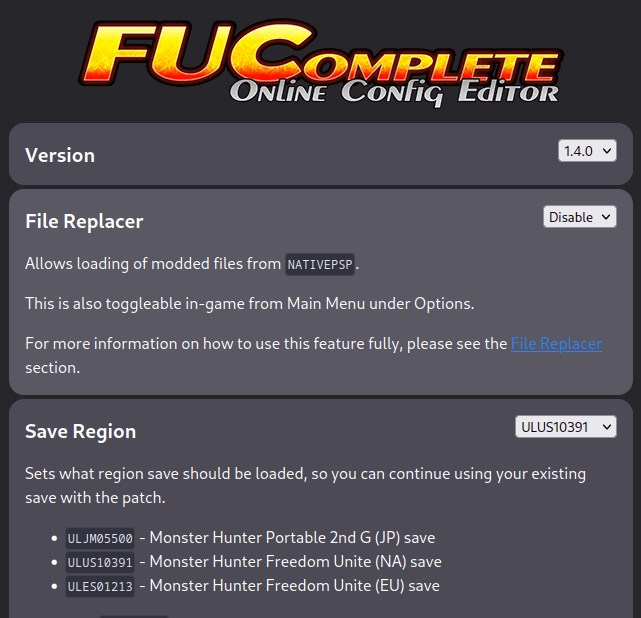 FUComplete
Online Config Editor
Version
1.4.0
File Replacer
Disable
Allows loading of modded files from NATIVEPSP.
This is also toggleable in-game from Main Menu under Options.
For more information on how to use this feature fully, please see the File Replacer
section.
Save Region
ULUS10391
Sets what region save should be loaded, so you can continue using your existing
save with the patch.
• ULJM05500 - Monster Hunter Portable 2nd G (JP) save
• ULUS10391 - Monster Hunter Freedom Unite (NA) save
• ULES01213 - Monster Hunter Freedom Unite (EU) save